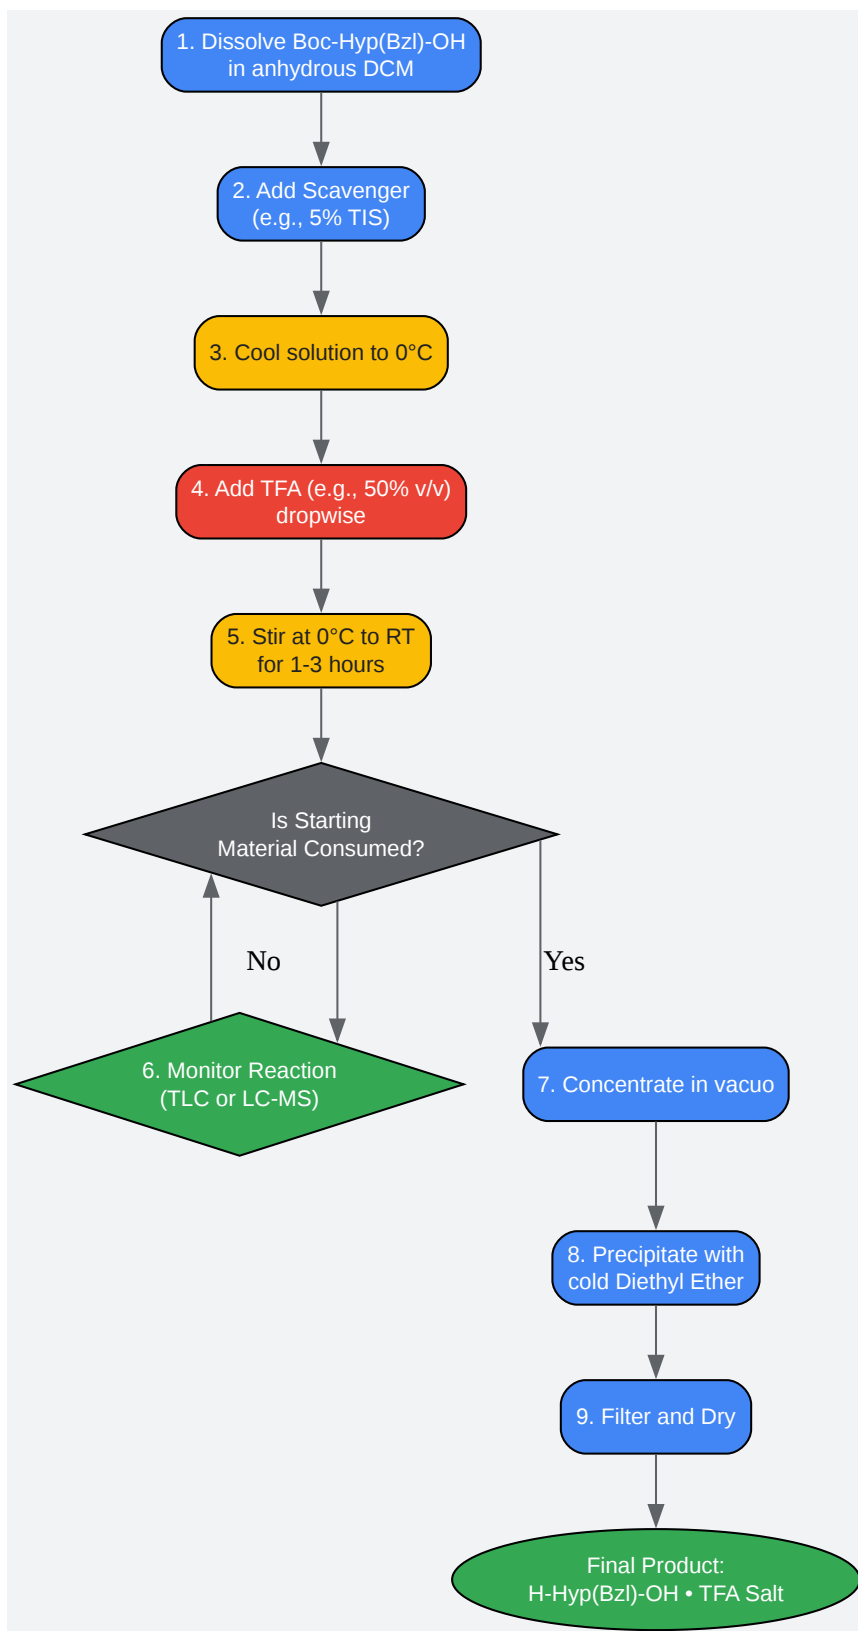 1. Dissolve Boc-Hyp(Bzl)-OH
in anhydrous DCM
2. Add Scavenger
(e.g., 5% TIS)
3. Cool solution to 0°C
4. Add TFA (e.g., 50% v/v)
dropwise
5. Stir at 0°C to RT
for 1-3 hours
Is Starting
Material Consumed?
No
Yes
6. Monitor Reaction
(TLC or LC-MS)
7. Concentrate in vacuo
8. Precipitate with
cold Diethyl Ether
9. Filter and Dry
Final Product:
H-Hyp(Bzl)-OH • TFA Salt